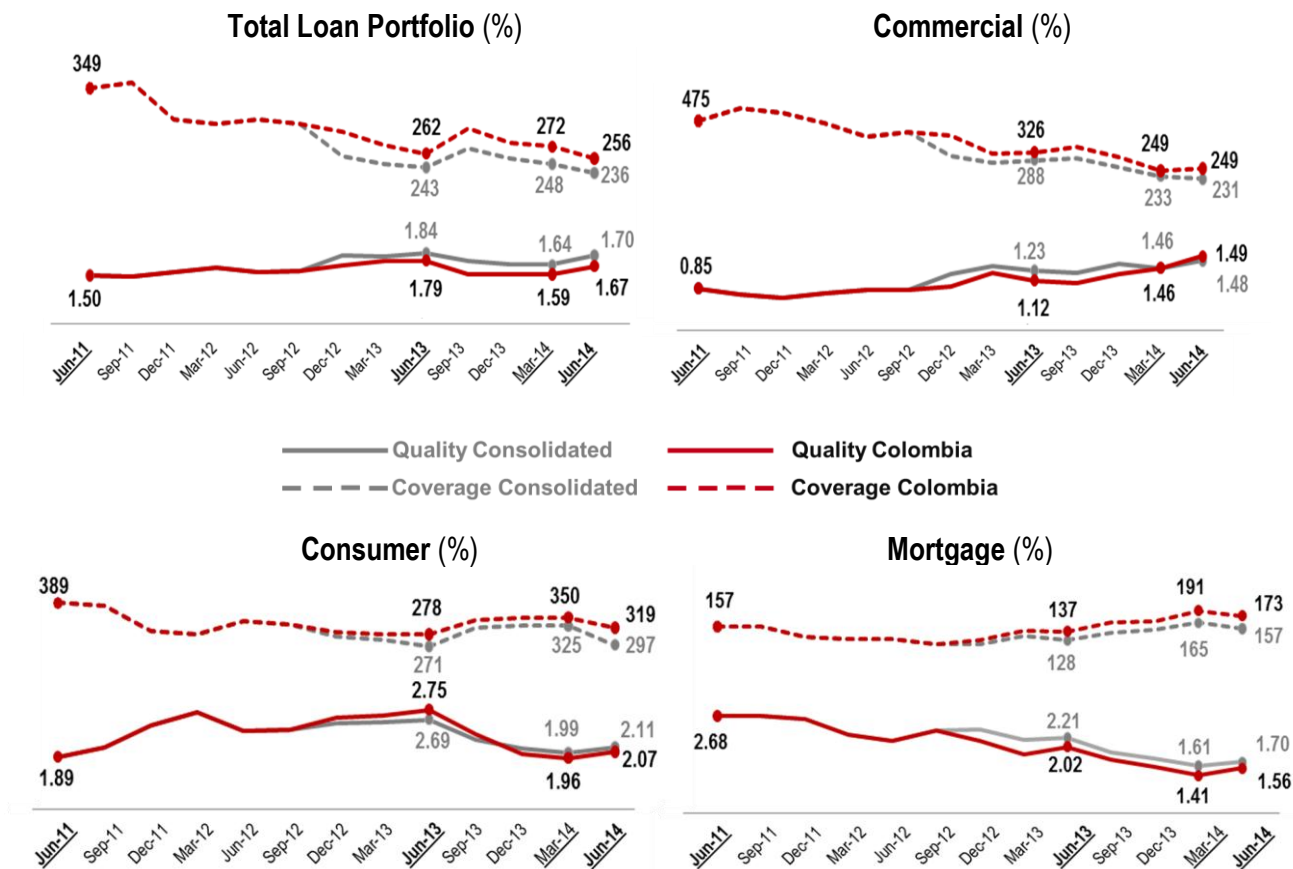 Total Loan Portfolio (%)
349
262
272
256
243
248
236
1.84
1.64
1.70
1.50
1.79
1.59
1.67
Jun-11
Sep-11
Dec-11
Mar-12
Jun-12
Sep-12
Dec-12
Mar-13
Jun-13
Sep-13
Dec-13
Mar-14
Jun-14
Commercial (%)
475
326
249
249
288
233
231
0.85
1.23
1.46
1.49
1.12
1.46
1.48
Jun-11
Sep-11
Dec-11
Mar-12
Jun-12
Sep-12
Dec-12
Mar-13
Jun-13
Sep-13
Dec-13
Mar-14
Jun-14
Quality Consolidated
Quality Colombia
Coverage Consolidated
Coverage Colombia
Consumer (%)
389
278
350
319
271
325
297
2.75
1.99
2.11
2.69
2.07
1.89
1.96
Jun-11
Sep-11
Dec-11
Mar-12
Jun-12
Sep-12
Dec-12
Mar-13
Jun-13
Sep-13
Dec-13
Mar-14
Jun-14
Mortgage (%)
157
137
191
173
128
165
157
2.21
1.61
1.70
2.68
2.02
1.41
1.56
Jun-11
Sep-11
Dec-11
Mar-12
Jun-12
Sep-12
Dec-12
Mar-13
Jun-13
Sep-13
Dec-13
Mar-14
Jun-14